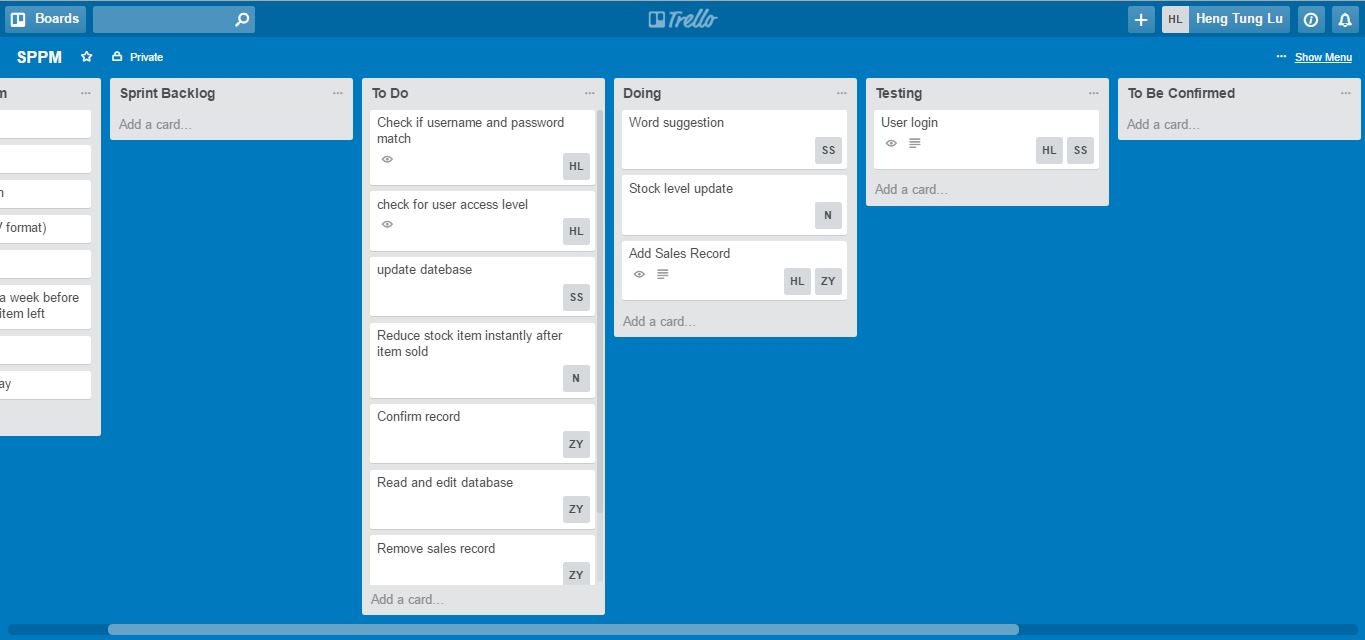 Boards
Trello
HL Heng Tung Lu
SPPM
Private
... Show Menu
m
n
format)
a week before
item left
ay
Sprint Backlog
Add a card...
To Do
Check if username and password
match
HL
check for user access level
HL
update datebase
SS
Reduce stock item instantly after
item sold
N
Confirm record
ZY
Read and edit database
ZY
Remove sales record
ZY
Add a card...
Doing
Word suggestion
SS
Stock level update
N
Add Sales Record
HL ZY
Add a card...
Testing
User login
HL SS
Add a card...
To Be Confirmed
Add a card...